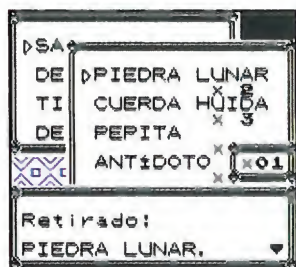 ▷SA
DE
TI
DE
▷PIEDRA LUNAR
× 2
CUERDA HUIDA
× 3
PEPITA
×
ANTÍDOTO
×
×01
Retirado:
PIEDRA LUNAR. ▼